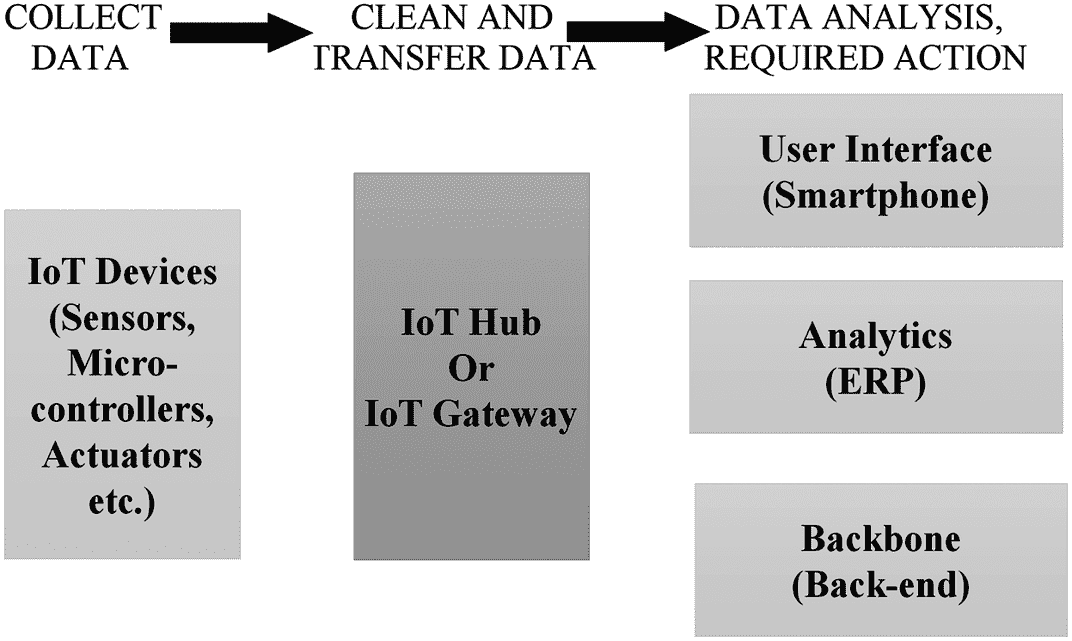 COLLECT
DATA
CLEAN AND
TRANSFER DATA
DATA ANALYSIS,
REQUIRED ACTION
IoT Devices
(Sensors,
Micro-
controllers,
Actuators
etc.)
IoT Hub
Or
IoT Gateway
User Interface
(Smartphone)
Analytics
(ERP)
Backbone
(Back-end)